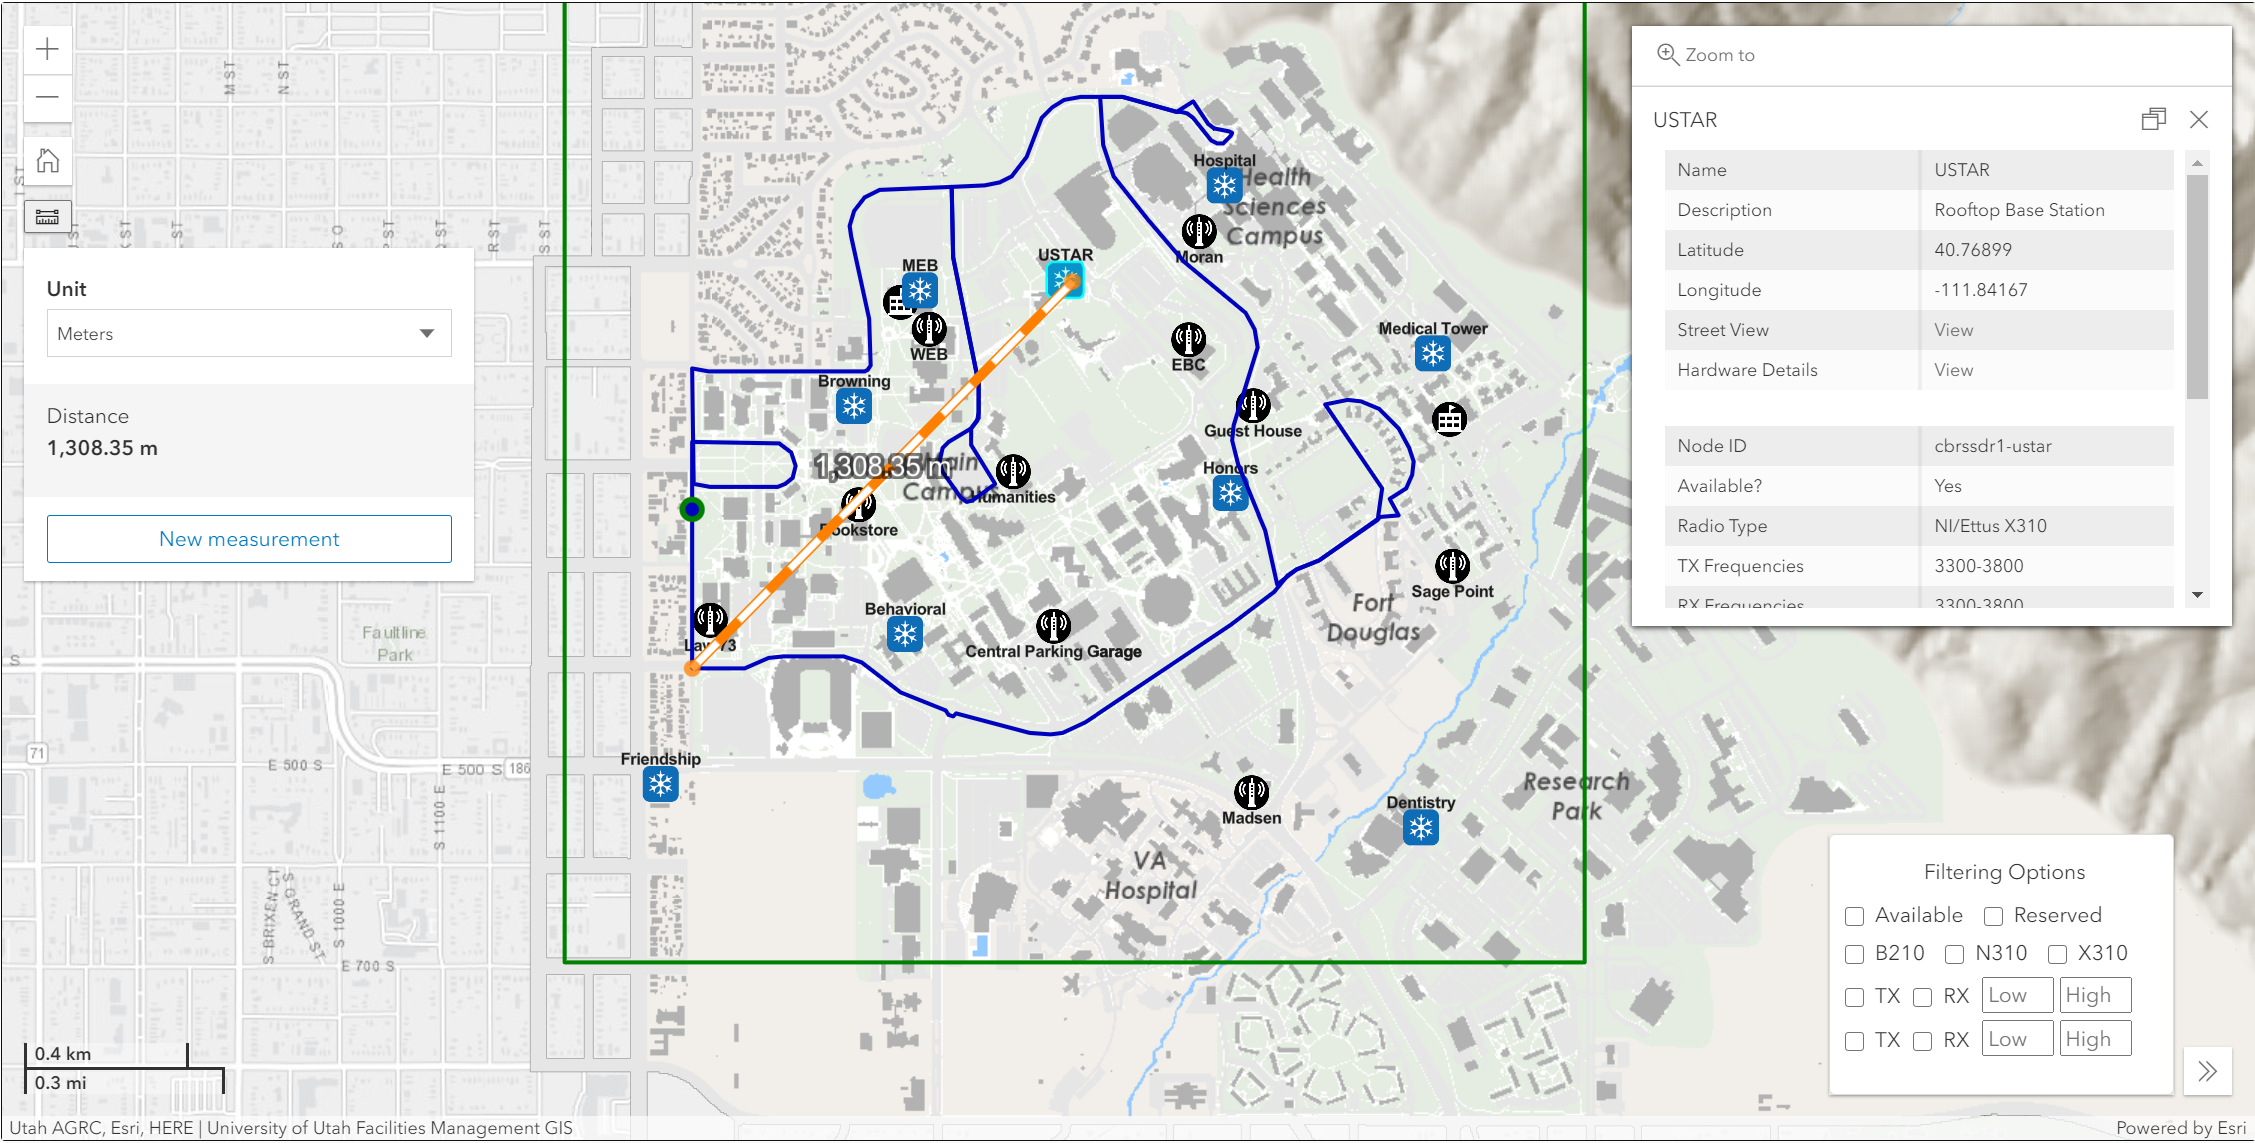 Unit
Meters
Distance
1,308.35 m
New measurement
M ST
N ST
ST
R ST
S ST
Hospital
Health
Sciences
Campus
Moran
USTAR
MEB
WEB
EBC
Medical Tower
Browning
Guest House
1,308.35 m
Main
Campus
Humanities
Honors
Bookstore
Sage Point
Fort
Douglas
Behavioral
Central Parking Garage
Law 73
Faultline
Park
S
71
E 500 S
E 500 S
186
S 1100 E
Friendship
Madsen
Dentistry
Research
Park
VA
Hospital
S BRIXEN CT
S GRAND ST
S 1000 E
E 700 S
0.4 km
0.3 mi
Zoom to
USTAR
Name USTAR
Description Rooftop Base Station
Latitude 40.76899
Longitude -111.84167
Street View View
Hardware Details View
Node ID cbrssdr1-ustar
Available? Yes
Radio Type NI/Ettus X310
TX Frequencies 3300-3800
RX Frequencies 3300-3800
Filtering Options
Available Reserved
B210 N310 X310
TX RX Low High
TX RX Low High
Utah AGRC, Esri, HERE | University of Utah Facilities Management GIS
Powered by Esri